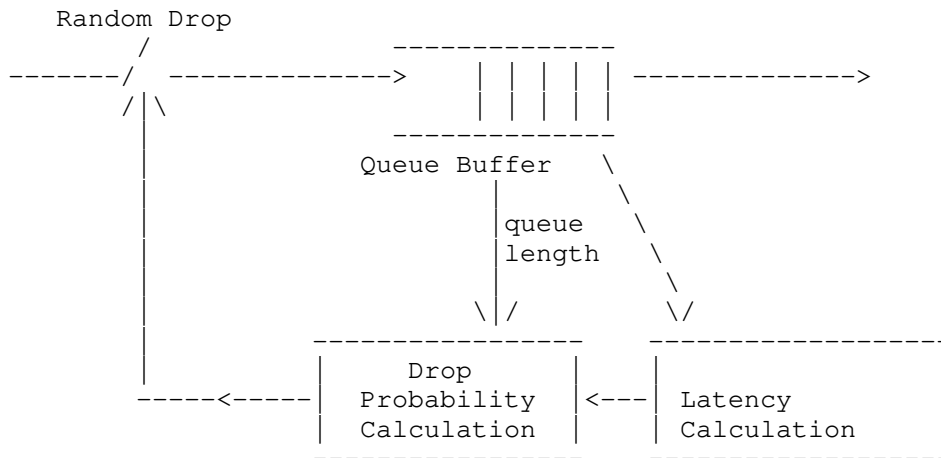 Random Drop
Queue Buffer
queue
length
Drop
Probability
Calculation
Latency
Calculation